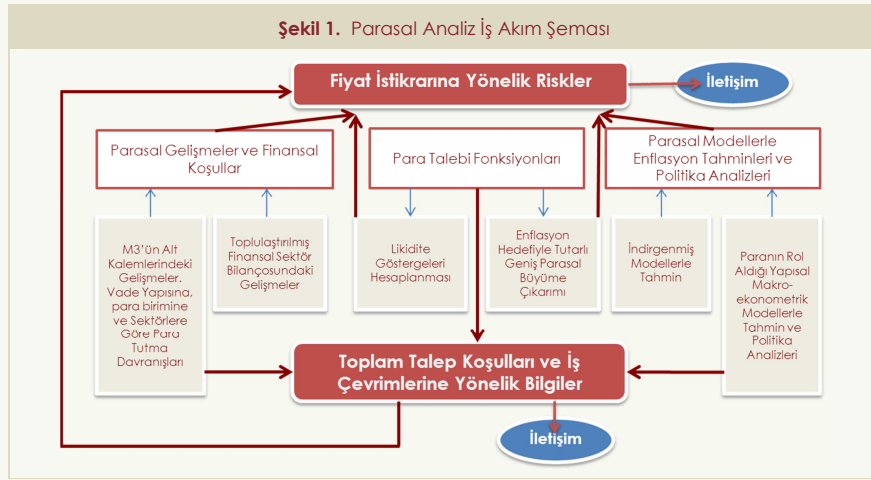 Şekil 1. Parasal Analiz İş Akım Şeması
Fiyat İstikrarına Yönelik Riskler
İletişim
Parasal Gelişmeler ve Finansal
Koşullar
Para Talebi Fonksiyonları
Parasal Modellerle
Enflasyon Tahminleri ve
Politika Analizleri
M3'ün Alt
Kalemlerindeki
Gelişmeler.
Vade Yapısına,
para birimine
ve Sektörlere
Göre Para
Tutma
Davranışları
Toplulaştırılmış
Finansal Sektör
Bilançosundaki
Gelişmeler
Likidite
Göstergeleri
Hesaplanması
Enflasyon
Hedefiyle Tutarlı
Geniş Parasal
Büyüme
Çıkarımı
İndirgenmiş
Modellerle
Tahmin
Paranın Rol
Aldığı Yapısal
Makro-
ekonometrik
Modellerle
Tahmin ve
Politika
Analizleri
Toplam Talep Koşulları ve İş
Çevrimlerine Yönelik Bilgiler
İletişim